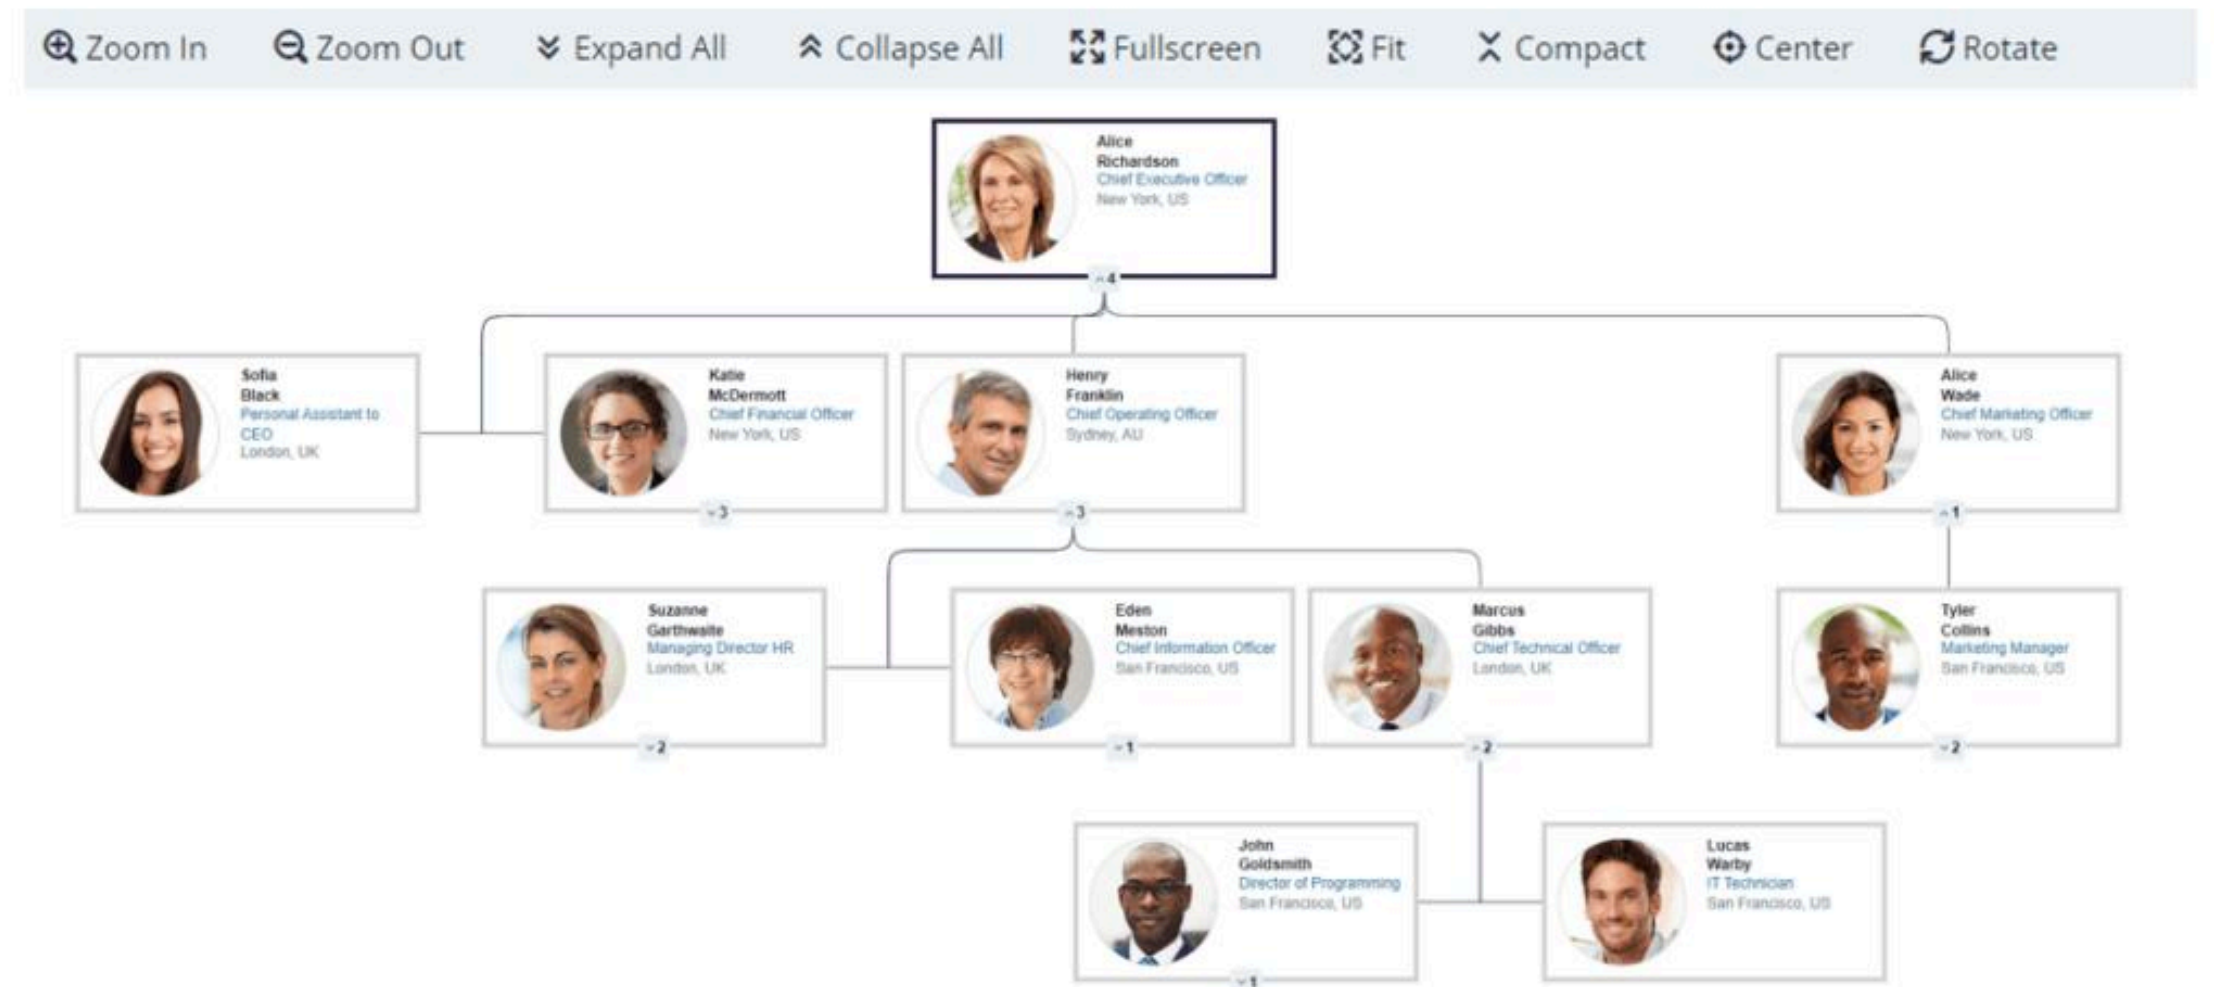 Zoom In Zoom Out Expand All Collapse All Fullscreen Fit Compact Center Rotate
Alice
Richardson
Chief Executive Officer
New York, US
4
Sofia
Black
Personal Assistant to
CEO
London, UK
Katie
McDermott
Chief Financial Officer
New York, US
3
Henry
Franklin
Chief Operating Officer
Sydney, AU
3
Alice
Wade
Chief Marketing Officer
New York, US
1
Suzanne
Garthwaite
Managing Director HR
London, UK
2
Eden
Meston
Chief Information Officer
San Francisco, US
1
Marcus
Gibbs
Chief Technical Officer
London, UK
2
Tyler
Collins
Marketing Manager
San Francisco, US
2
John
Goldsmith
Director of Programming
San Francisco, US
1
Lucas
Warby
IT Technician
San Francisco, US